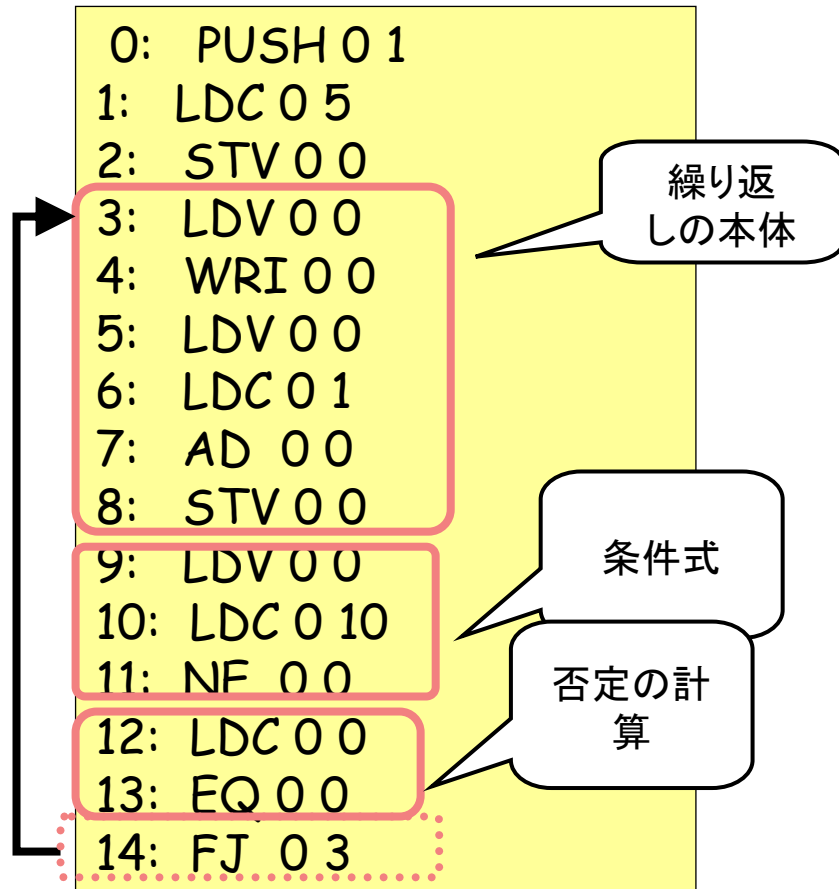 0: PUSH 0 1
1: LDC 0 5
2: STV 0 0
3: LDV 0 0
4: WRI 0 0
5: LDV 0 0
6: LDC 0 1
7: AD 0 0
8: STV 0 0
9: LDV 0 0
10: LDC 0 10
11: NE 0 0
12: LDC 0 0
13: EQ 0 0
14: FJ 0 3
繰り返
しの本体
条件式
否定の計
算